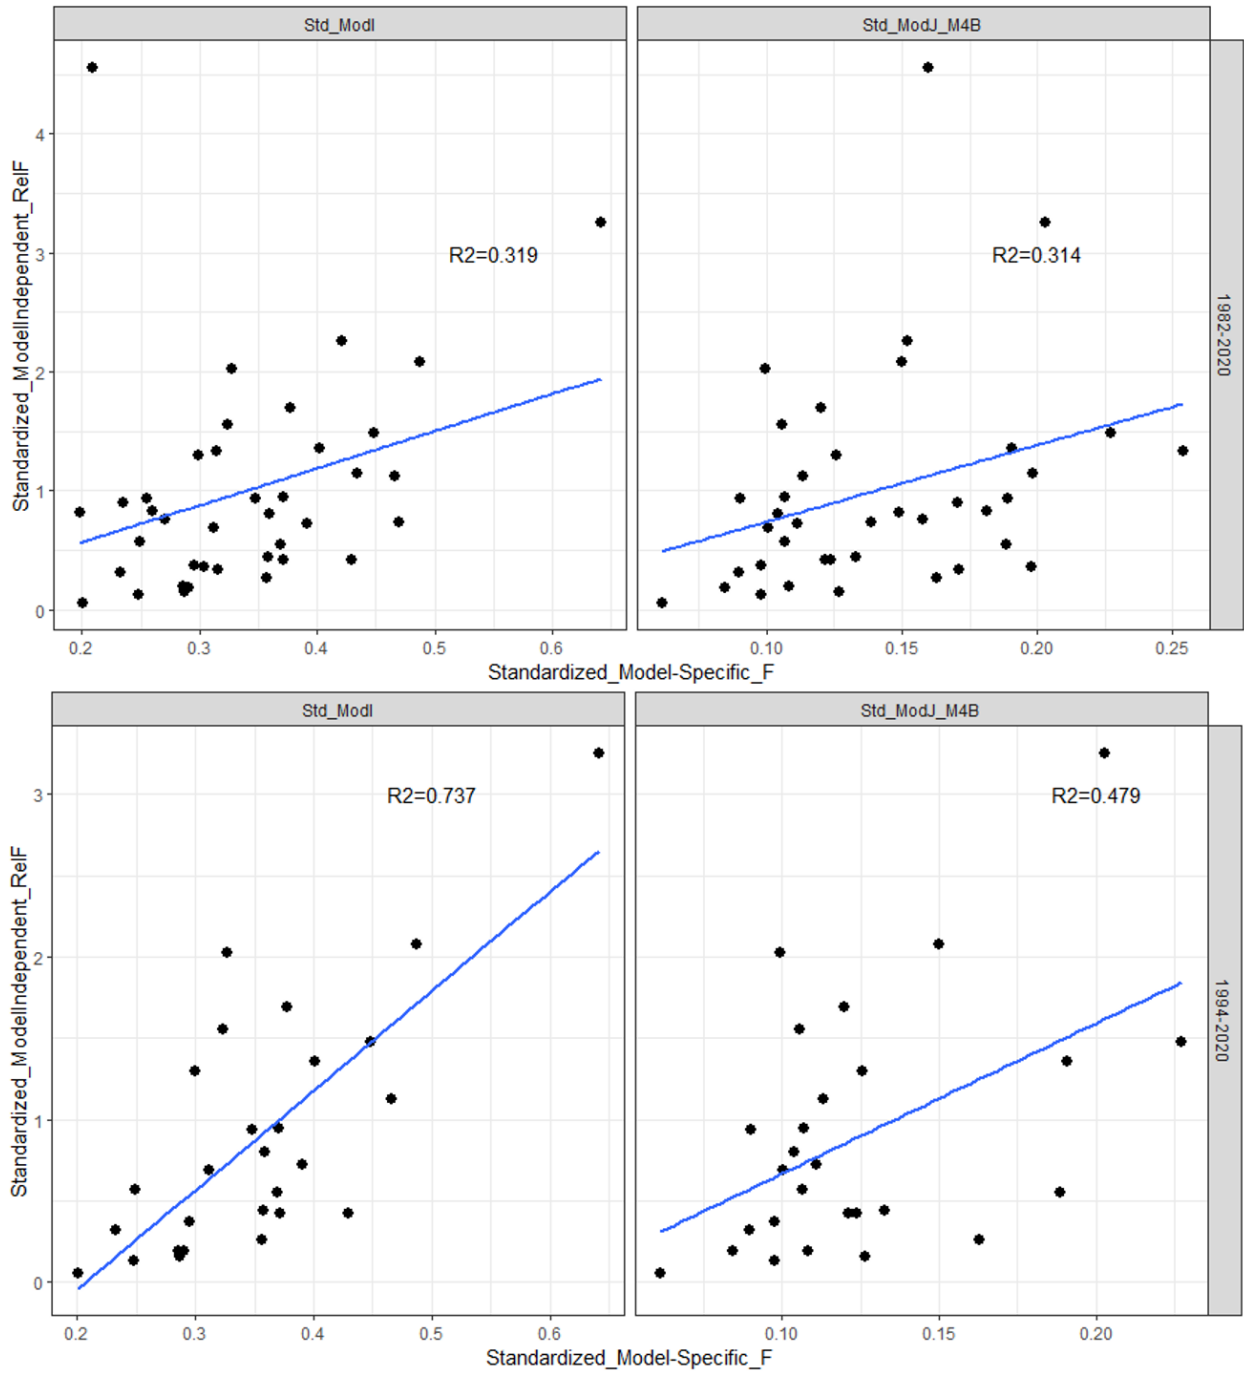 Std_ModI
Std_ModJ_M4B
4
3
2
1
0
Standardized_ModelIndependent_RelF
R2=0.319
R2=0.314
1982-2020
0.2
0.3
0.4
0.5
0.6
0.10
0.15
0.20
0.25
Standardized_Model-Specific_F
Std_ModI
Std_ModJ_M4B
3
2
1
0
Standardized_ModelIndependent_RelF
R2=0.737
R2=0.479
1994-2020
0.2
0.3
0.4
0.5
0.6
0.10
0.15
0.20
Standardized_Model-Specific_F